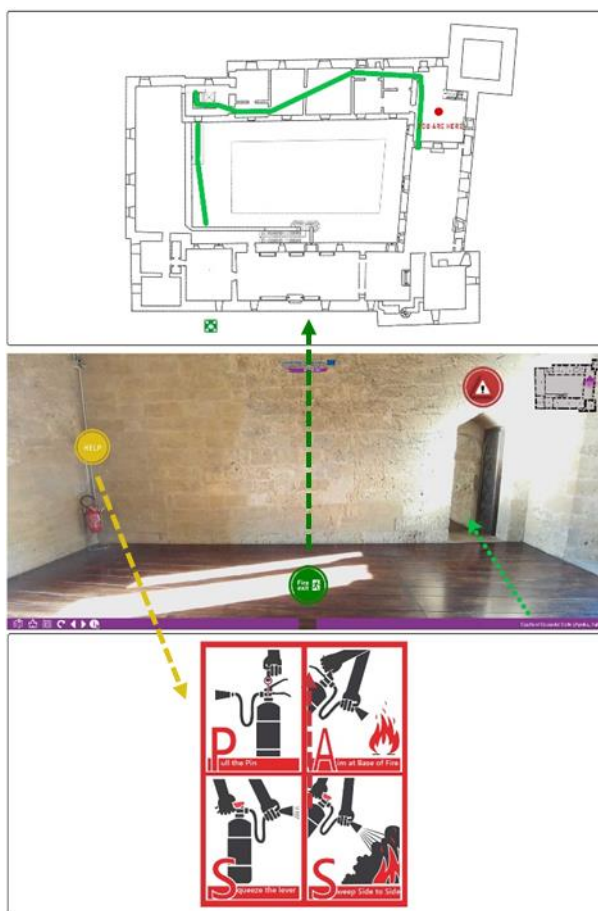 YOU ARE HERE
HELP
Fire
exit
Pull the Pin
Aim at Base of Fire
Squeeze the lever
Sweep Side to Side